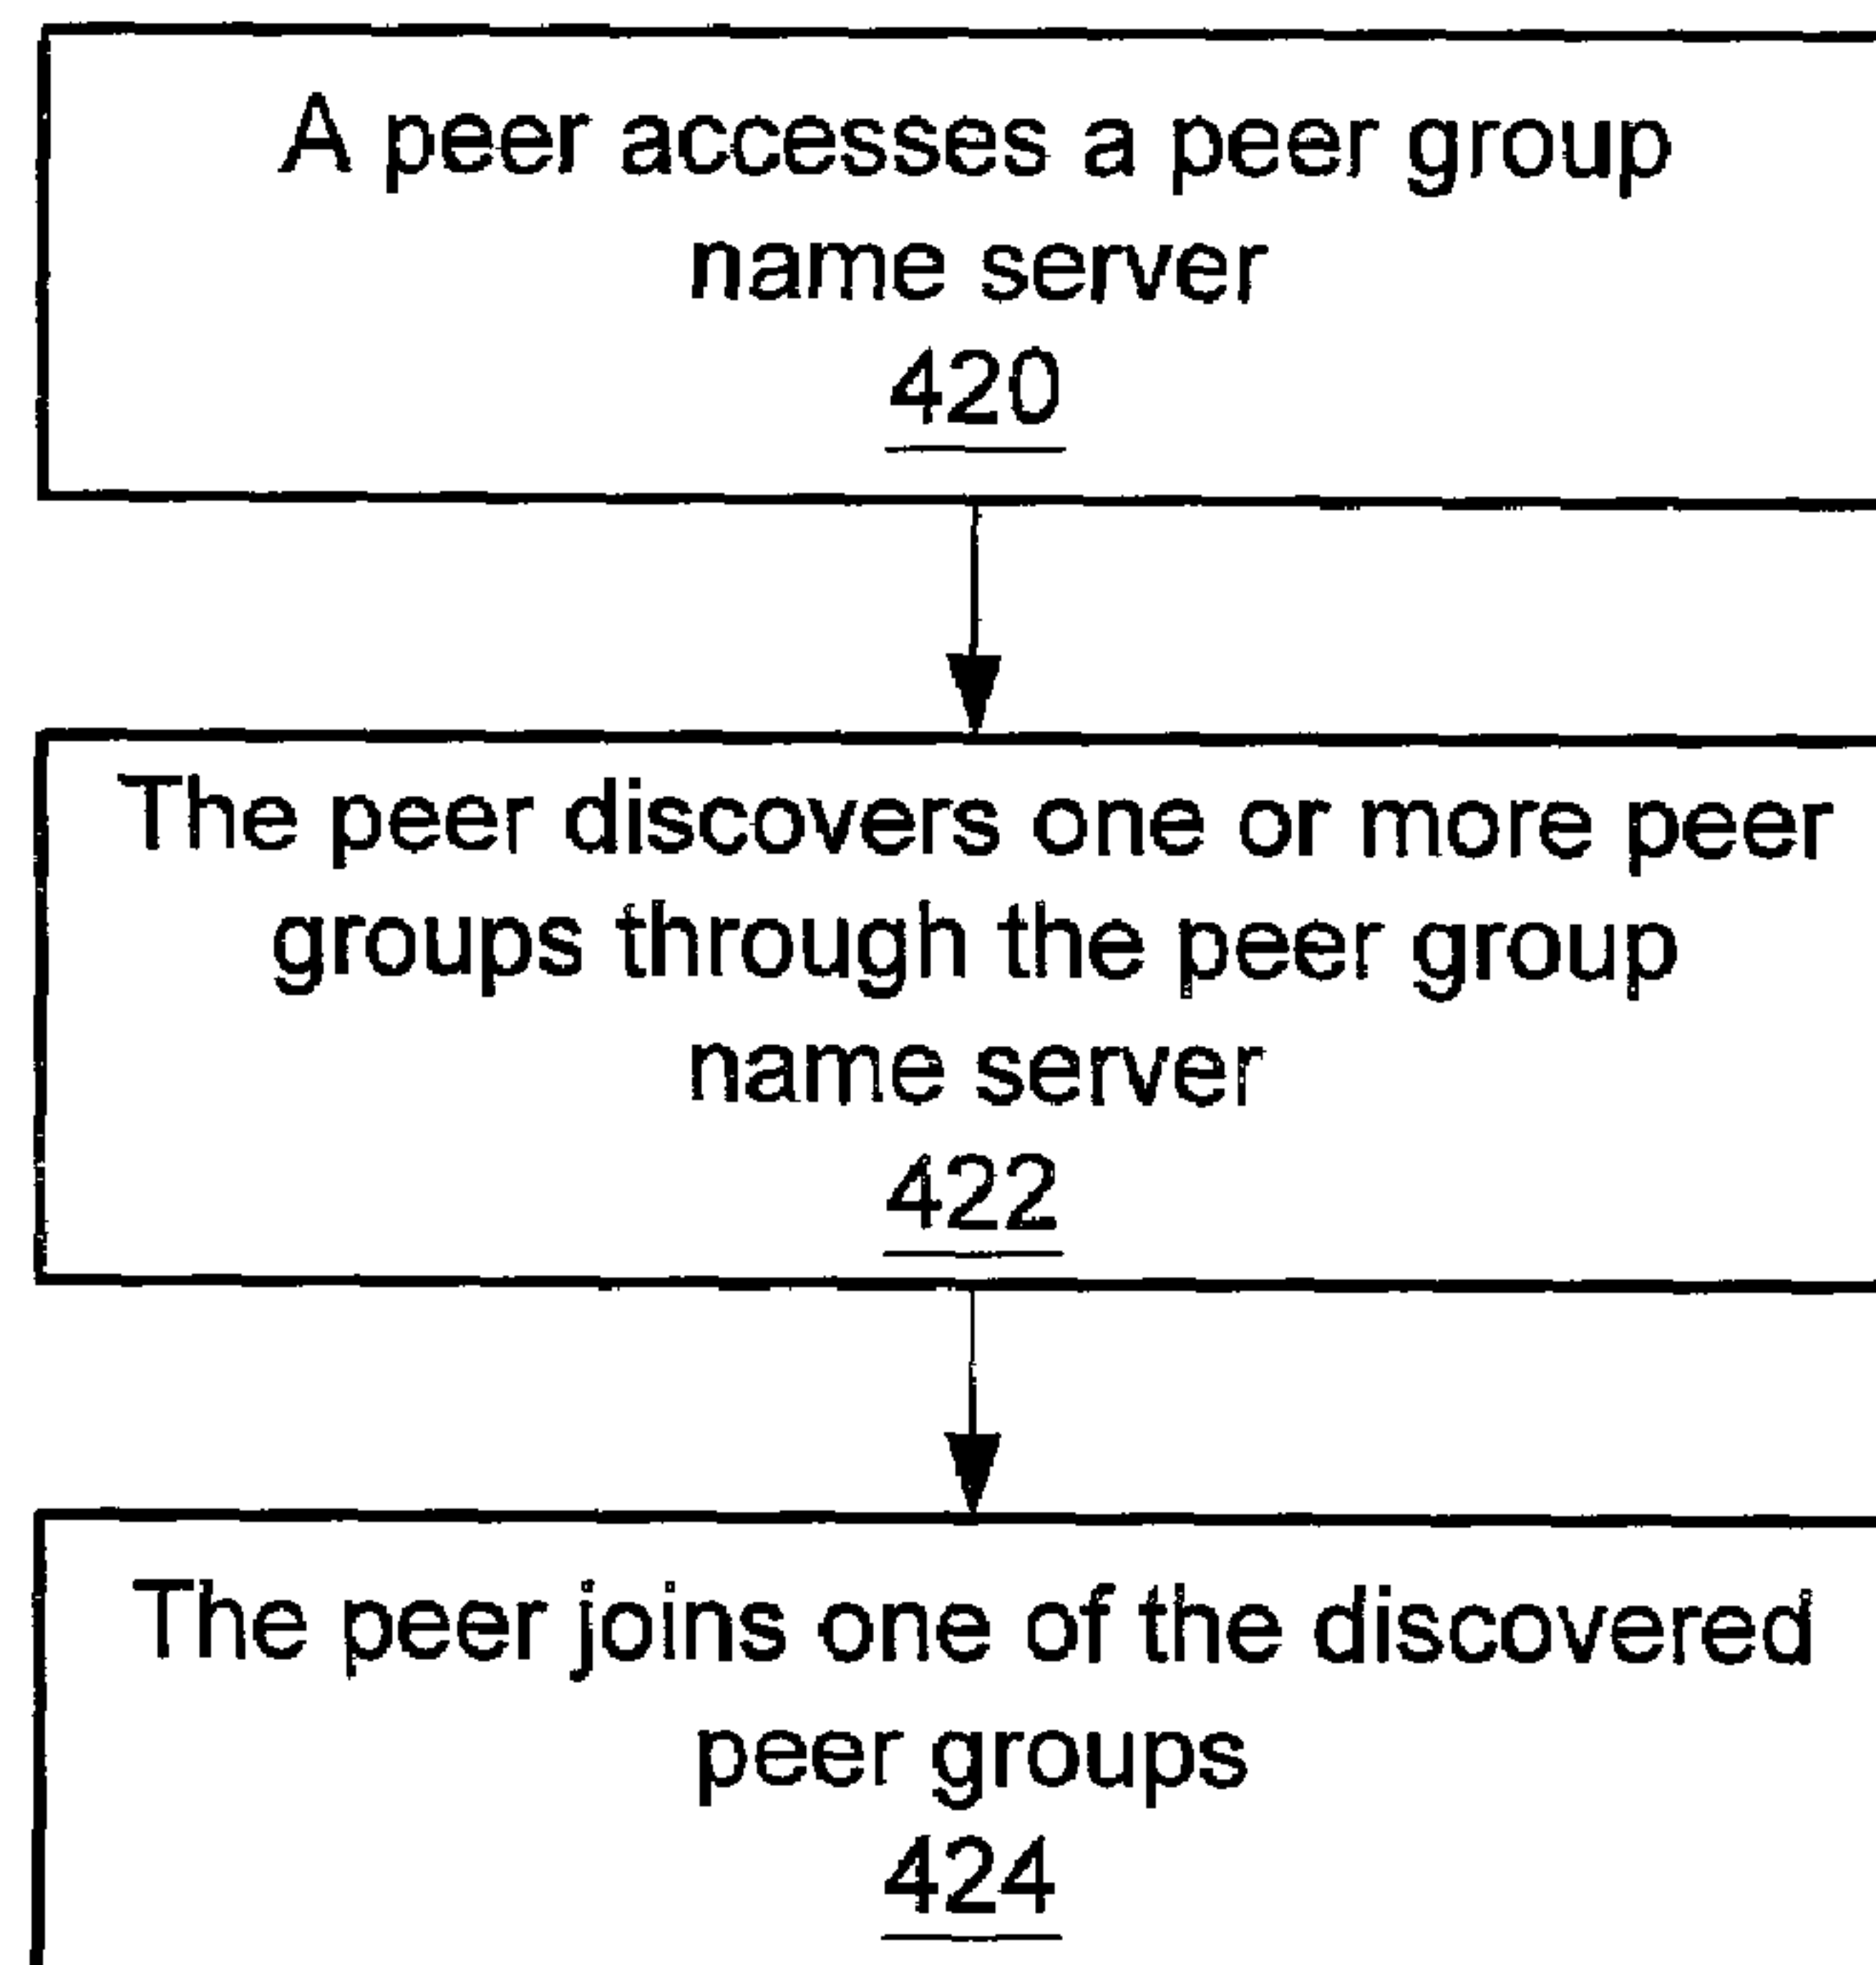 A peer accesses a peer group
name server
420
The peer discovers one or more peer
groups through the peer group
name server
422
The peer joins one of the discovered
peer groups
424